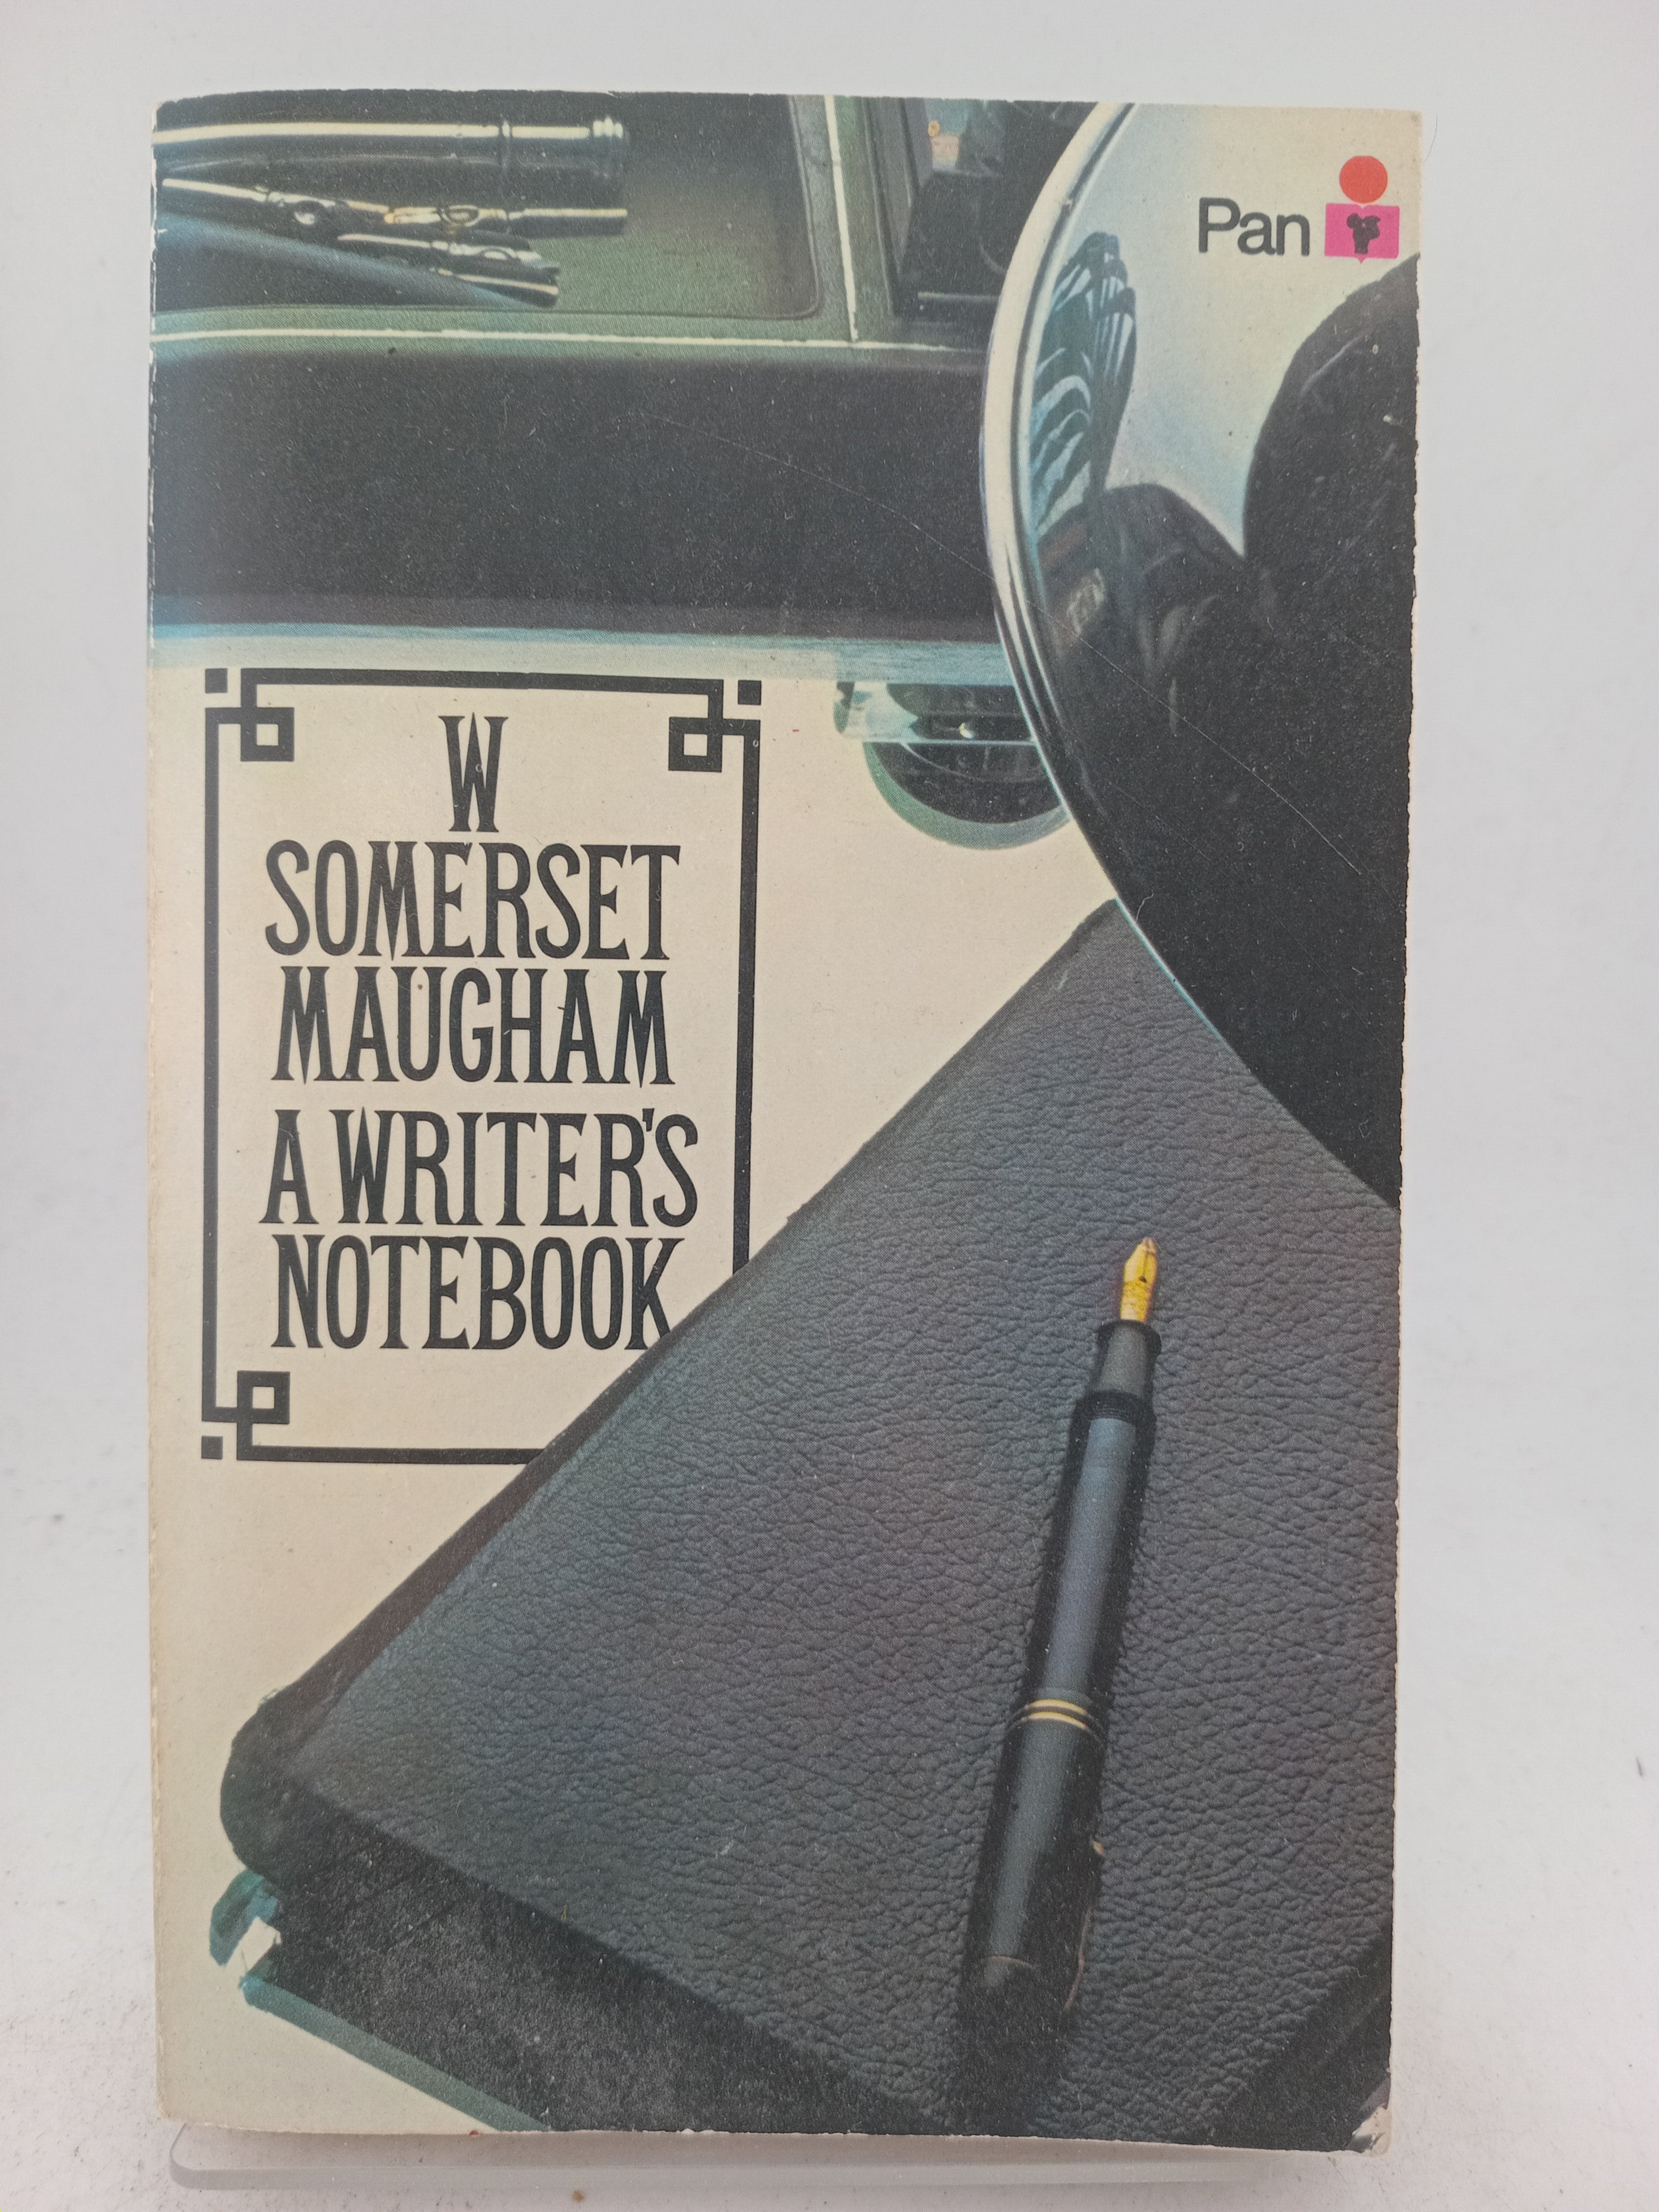 Pan
W
SOMERSET
MAUGHAM
A WRITER'S
NOTEBOOK